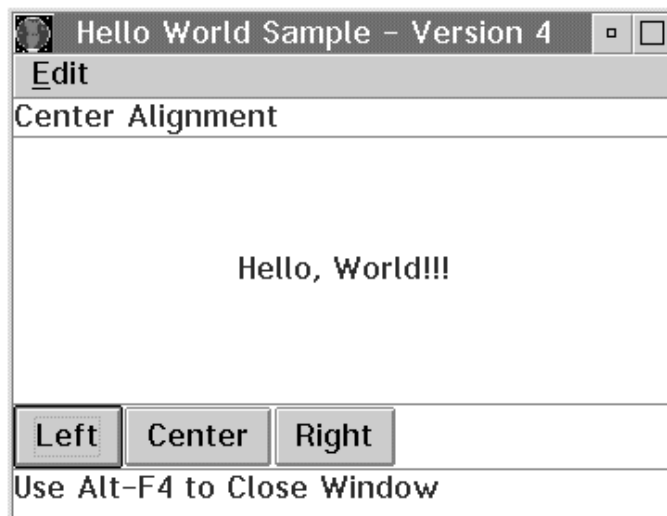 Hello World Sample - Version 4
Edit
Center Alignment
Hello, World!!!
Left Center Right
Use Alt-F4 to Close Window